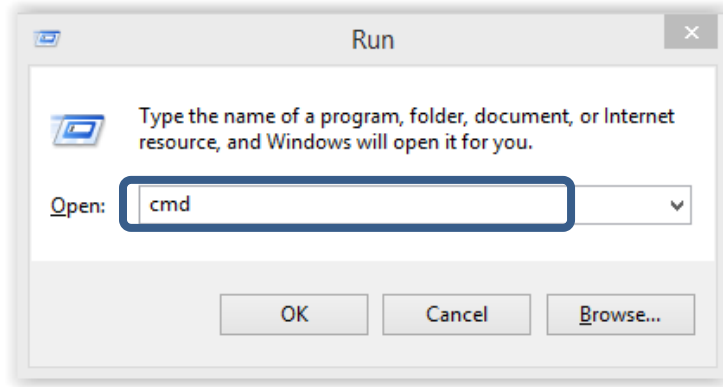 Run
Type the name of a program, folder, document, or Internet
resource, and Windows will open it for you.
Open: cmd
OK Cancel Browse...